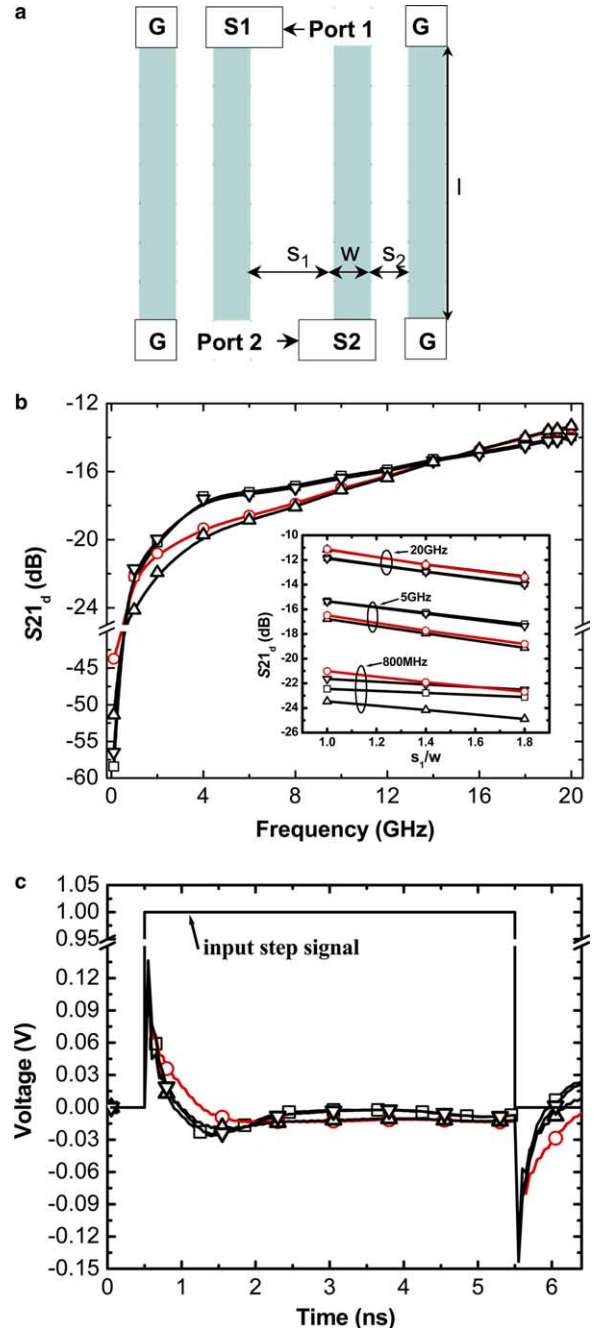 a
G S1 Port 1 G
l
s1 w s2
G Port 2 S2 G
b
-12
-16
-20
-24
-45
-50
-55
-60
S21d (dB)
0 4 8 12 16 20
Frequency (GHz)
-10
-12
-14
-16
-18
-20
-22
-24
-26
S21d (dB)
20GHz
5GHz
800MHz
1.0 1.2 1.4 1.6 1.8
s1/w
c
1.05
1.00
0.95
0.12
0.09
0.06
0.03
0.00
-0.03
-0.06
-0.09
-0.12
-0.15
Voltage (V)
input step signal
0 1 2 3 4 5 6
Time (ns)